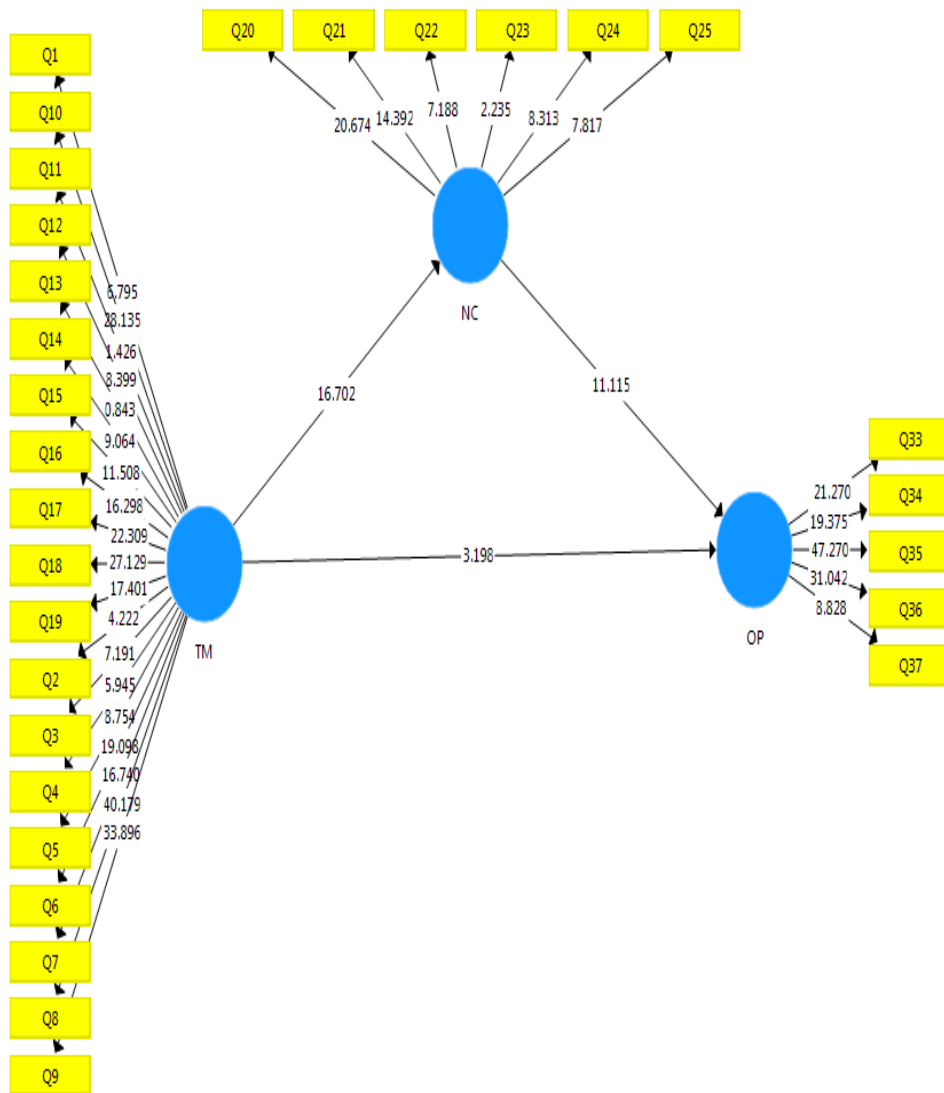 Q20 Q21 Q22 Q23 Q24 Q25
20.674 14.392 7.188 2.235 8.313 7.817
NC
Q1
Q10
Q11
Q12
Q13
Q14
Q15
Q16
Q17
Q18
Q19
Q2
Q3
Q4
Q5
Q6
Q7
Q8
Q9
6.795
28.135
1.426
8.399
0.843
9.064
11.508
16.298
22.309
27.129
17.401
4.222
7.191
5.945
8.754
19.098
16.740
40.179
33.896
TM
16.702
11.115
3.198
OP
21.270
19.375
47.270
31.042
8.828
Q33
Q34
Q35
Q36
Q37